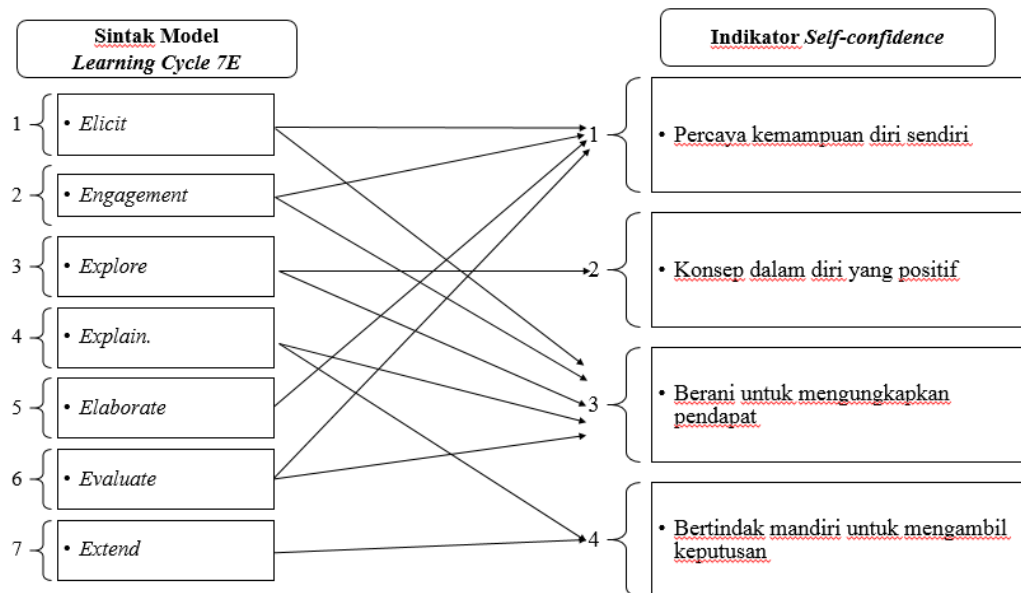 Sintak Model
Learning Cycle 7E
1
• Elicit
2
• Engagement
3
• Explore
4
• Explain.
5
• Elaborate
6
• Evaluate
7
• Extend
Indikator Self-confidence
1
• Percaya kemampuan diri sendiri
2
• Konsep dalam diri yang positif
3
• Berani untuk mengungkapkan
pendapat
4
• Bertindak mandiri untuk mengambil
keputusan